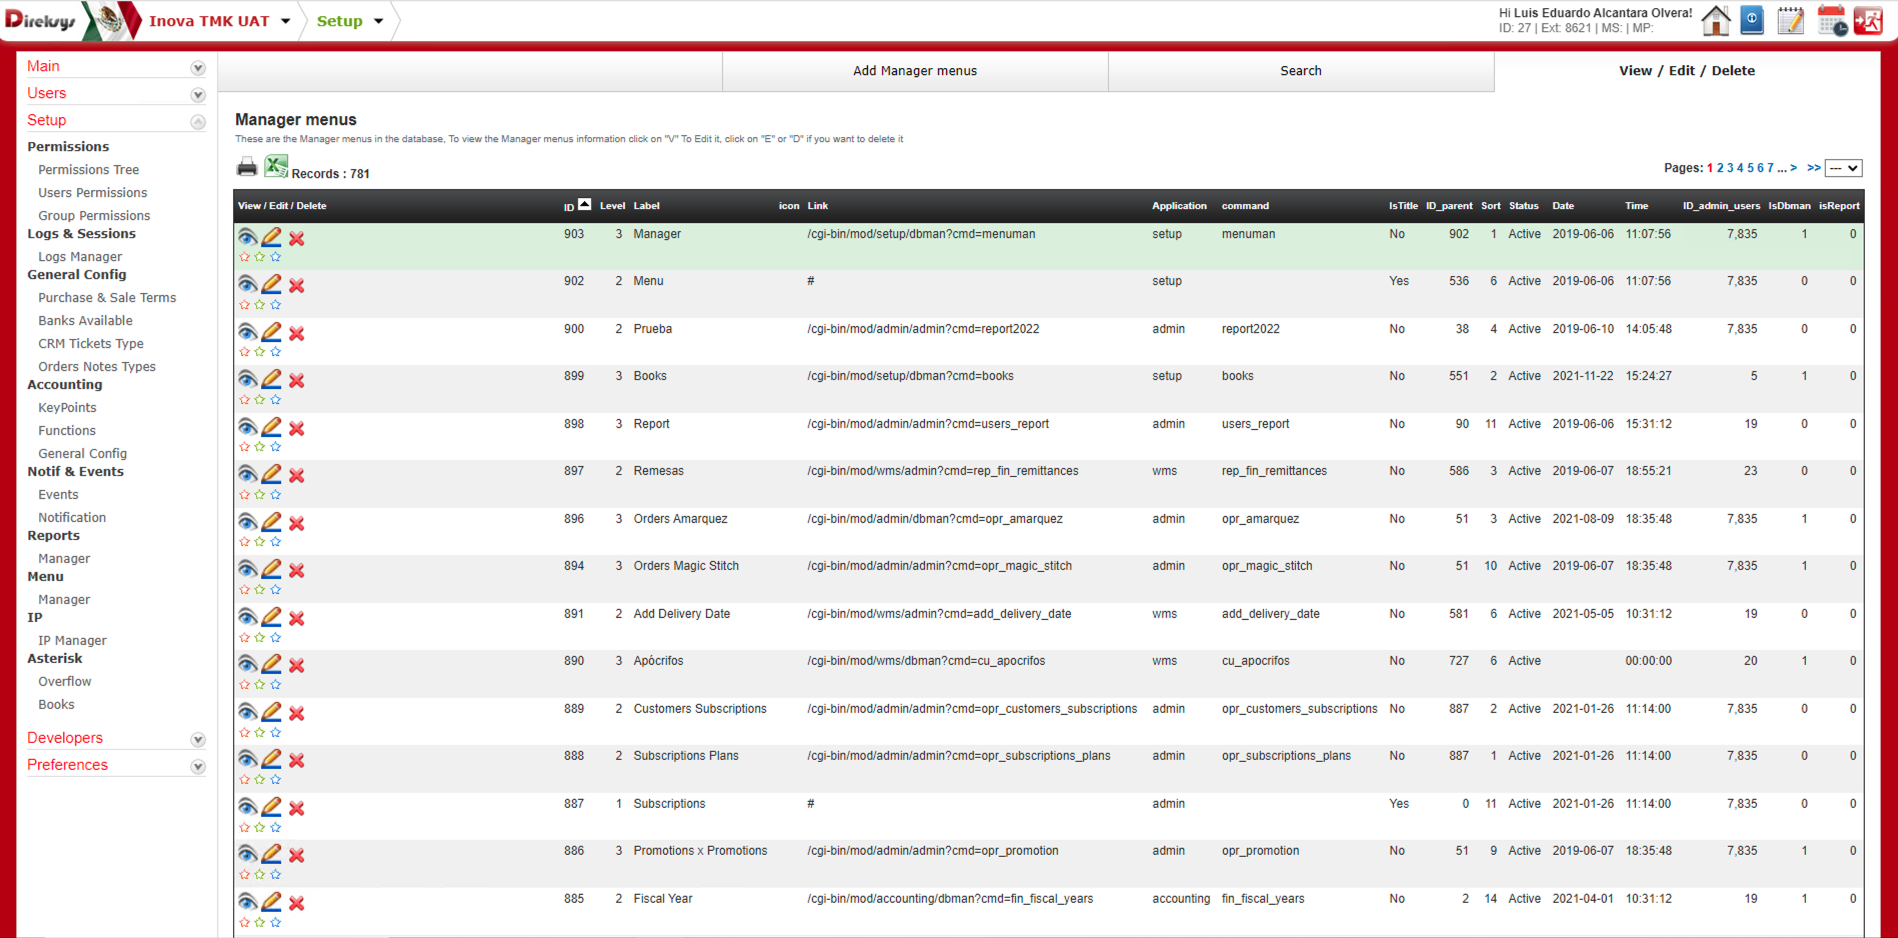 Direksys Inova TMK UAT Setup
Hi Luis Eduardo Alcantara Olvera!
ID: 27 | Ext: 8621 | MS: | MP:
Main
Users
Setup
Permissions
Permissions Tree
Users Permissions
Group Permissions
Logs & Sessions
Logs Manager
General Config
Purchase & Sale Terms
Banks Available
CRM Tickets Type
Orders Notes Types
Accounting
KeyPoints
Functions
General Config
Notif & Events
Events
Notification
Reports
Manager
Menu
Manager
IP
IP Manager
Asterisk
Overflow
Books
Developers
Preferences
Add Manager menus Search View / Edit / Delete
Manager menus
These are the Manager menus in the database, To view the Manager menus information click on "V" To Edit it, click on "E" or "D" if you want to delete it
Records : 781
Pages: 1 2 3 4 5 6 7 ... > >> ---
View / Edit / Delete ID Level Label icon Link Application command IsTitle ID_parent Sort Status Date Time ID_admin_users IsDbman isReport
903 3 Manager /cgi-bin/mod/setup/dbman?cmd=menuman setup menuman No 902 1 Active 2019-06-06 11:07:56 7,835 1 0
902 2 Menu # setup Yes 536 6 Active 2019-06-06 11:07:56 7,835 0 0
900 2 Prueba /cgi-bin/mod/admin/admin?cmd=report2022 admin report2022 No 38 4 Active 2019-06-10 14:05:48 7,835 0 0
899 3 Books /cgi-bin/mod/setup/dbman?cmd=books setup books No 551 2 Active 2021-11-22 15:24:27 5 1 0
898 3 Report /cgi-bin/mod/admin/admin?cmd=users_report admin users_report No 90 11 Active 2019-06-06 15:31:12 19 0 0
897 2 Remesas /cgi-bin/mod/wms/admin?cmd=rep_fin_remittances wms rep_fin_remittances No 586 3 Active 2019-06-07 18:55:21 23 0 0
896 3 Orders Amarquez /cgi-bin/mod/admin/dbman?cmd=opr_amarquez admin opr_amarquez No 51 3 Active 2021-08-09 18:35:48 7,835 1 0
894 3 Orders Magic Stitch /cgi-bin/mod/admin/admin?cmd=opr_magic_stitch admin opr_magic_stitch No 51 10 Active 2019-06-07 18:35:48 7,835 1 0
891 2 Add Delivery Date /cgi-bin/mod/wms/admin?cmd=add_delivery_date wms add_delivery_date No 581 6 Active 2021-05-05 10:31:12 19 0 0
890 3 Apócrifos /cgi-bin/mod/wms/dbman?cmd=cu_apocrifos wms cu_apocrifos No 727 6 Active 00:00:00 20 1 0
889 2 Customers Subscriptions /cgi-bin/mod/admin/admin?cmd=opr_customers_subscriptions admin opr_customers_subscriptions No 887 2 Active 2021-01-26 11:14:00 7,835 0 0
888 2 Subscriptions Plans /cgi-bin/mod/admin/admin?cmd=opr_subscriptions_plans admin opr_subscriptions_plans No 887 1 Active 2021-01-26 11:14:00 7,835 0 0
887 1 Subscriptions # admin Yes 0 11 Active 2021-01-26 11:14:00 7,835 0 0
886 3 Promotions x Promotions /cgi-bin/mod/admin/admin?cmd=opr_promotion admin opr_promotion No 51 9 Active 2019-06-07 18:35:48 7,835 1 0
885 2 Fiscal Year /cgi-bin/mod/accounting/dbman?cmd=fin_fiscal_years accounting fin_fiscal_years No 2 14 Active 2021-04-01 10:31:12 19 1 0